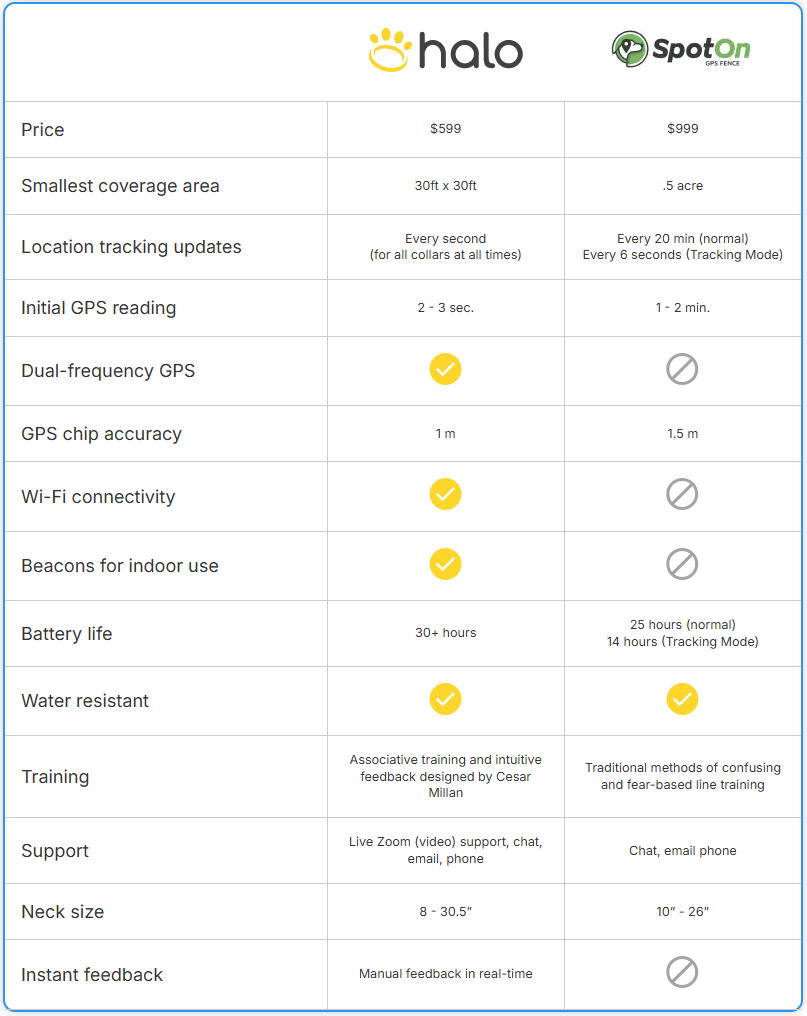 halo
SpotOn
GPS FENCE
Price
$599
$999
Smallest coverage area
30ft x 30ft
.5 acre
Location tracking updates
Every second
(for all collars at all times)
Every 20 min (normal)
Every 6 seconds (Tracking Mode)
Initial GPS reading
2 - 3 sec.
1 - 2 min.
Dual-frequency GPS
GPS chip accuracy
1 m
1.5 m
Wi-Fi connectivity
Beacons for indoor use
Battery life
30+ hours
25 hours (normal)
14 hours (Tracking Mode)
Water resistant
Training
Associative training and intuitive
feedback designed by Cesar
Millan
Traditional methods of confusing
and fear-based line training
Support
Live Zoom (video) support, chat,
email, phone
Chat, email phone
Neck size
8 - 30.5”
10” - 26”
Instant feedback
Manual feedback in real-time